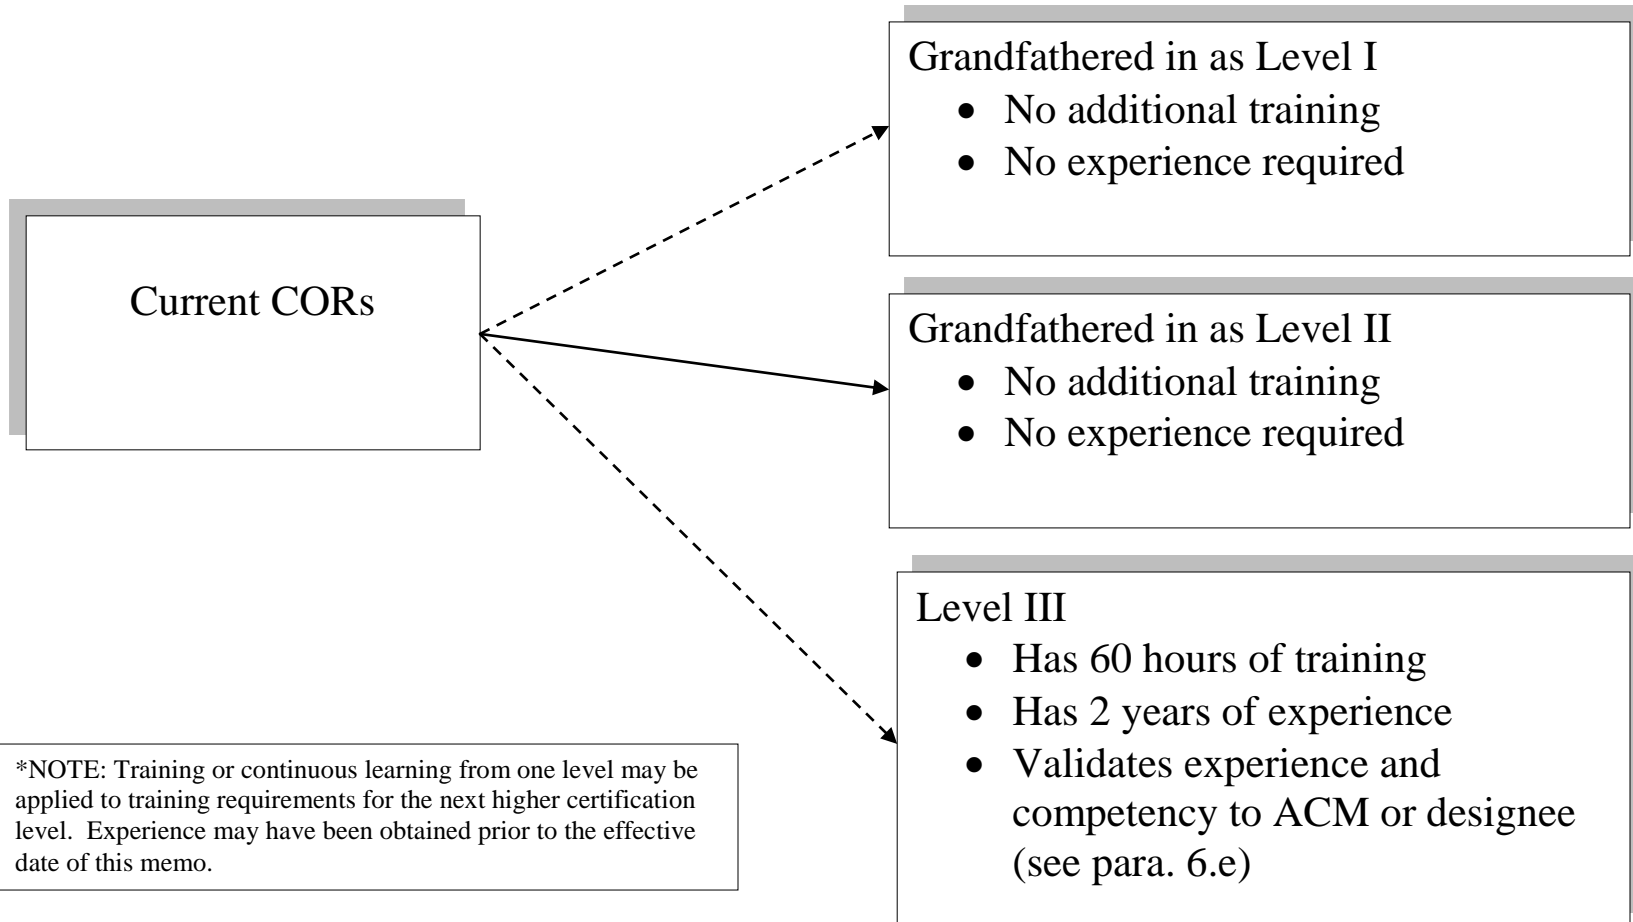 Grandfathered in as Level I
• No additional training
• No experience required
Current CORs
Grandfathered in as Level II
• No additional training
• No experience required
Level III
• Has 60 hours of training
• Has 2 years of experience
• Validates experience and
competency to ACM or designee
(see para. 6.e)
*NOTE: Training or continuous learning from one level may be
applied to training requirements for the next higher certification
level.  Experience may have been obtained prior to the effective
date of this memo.